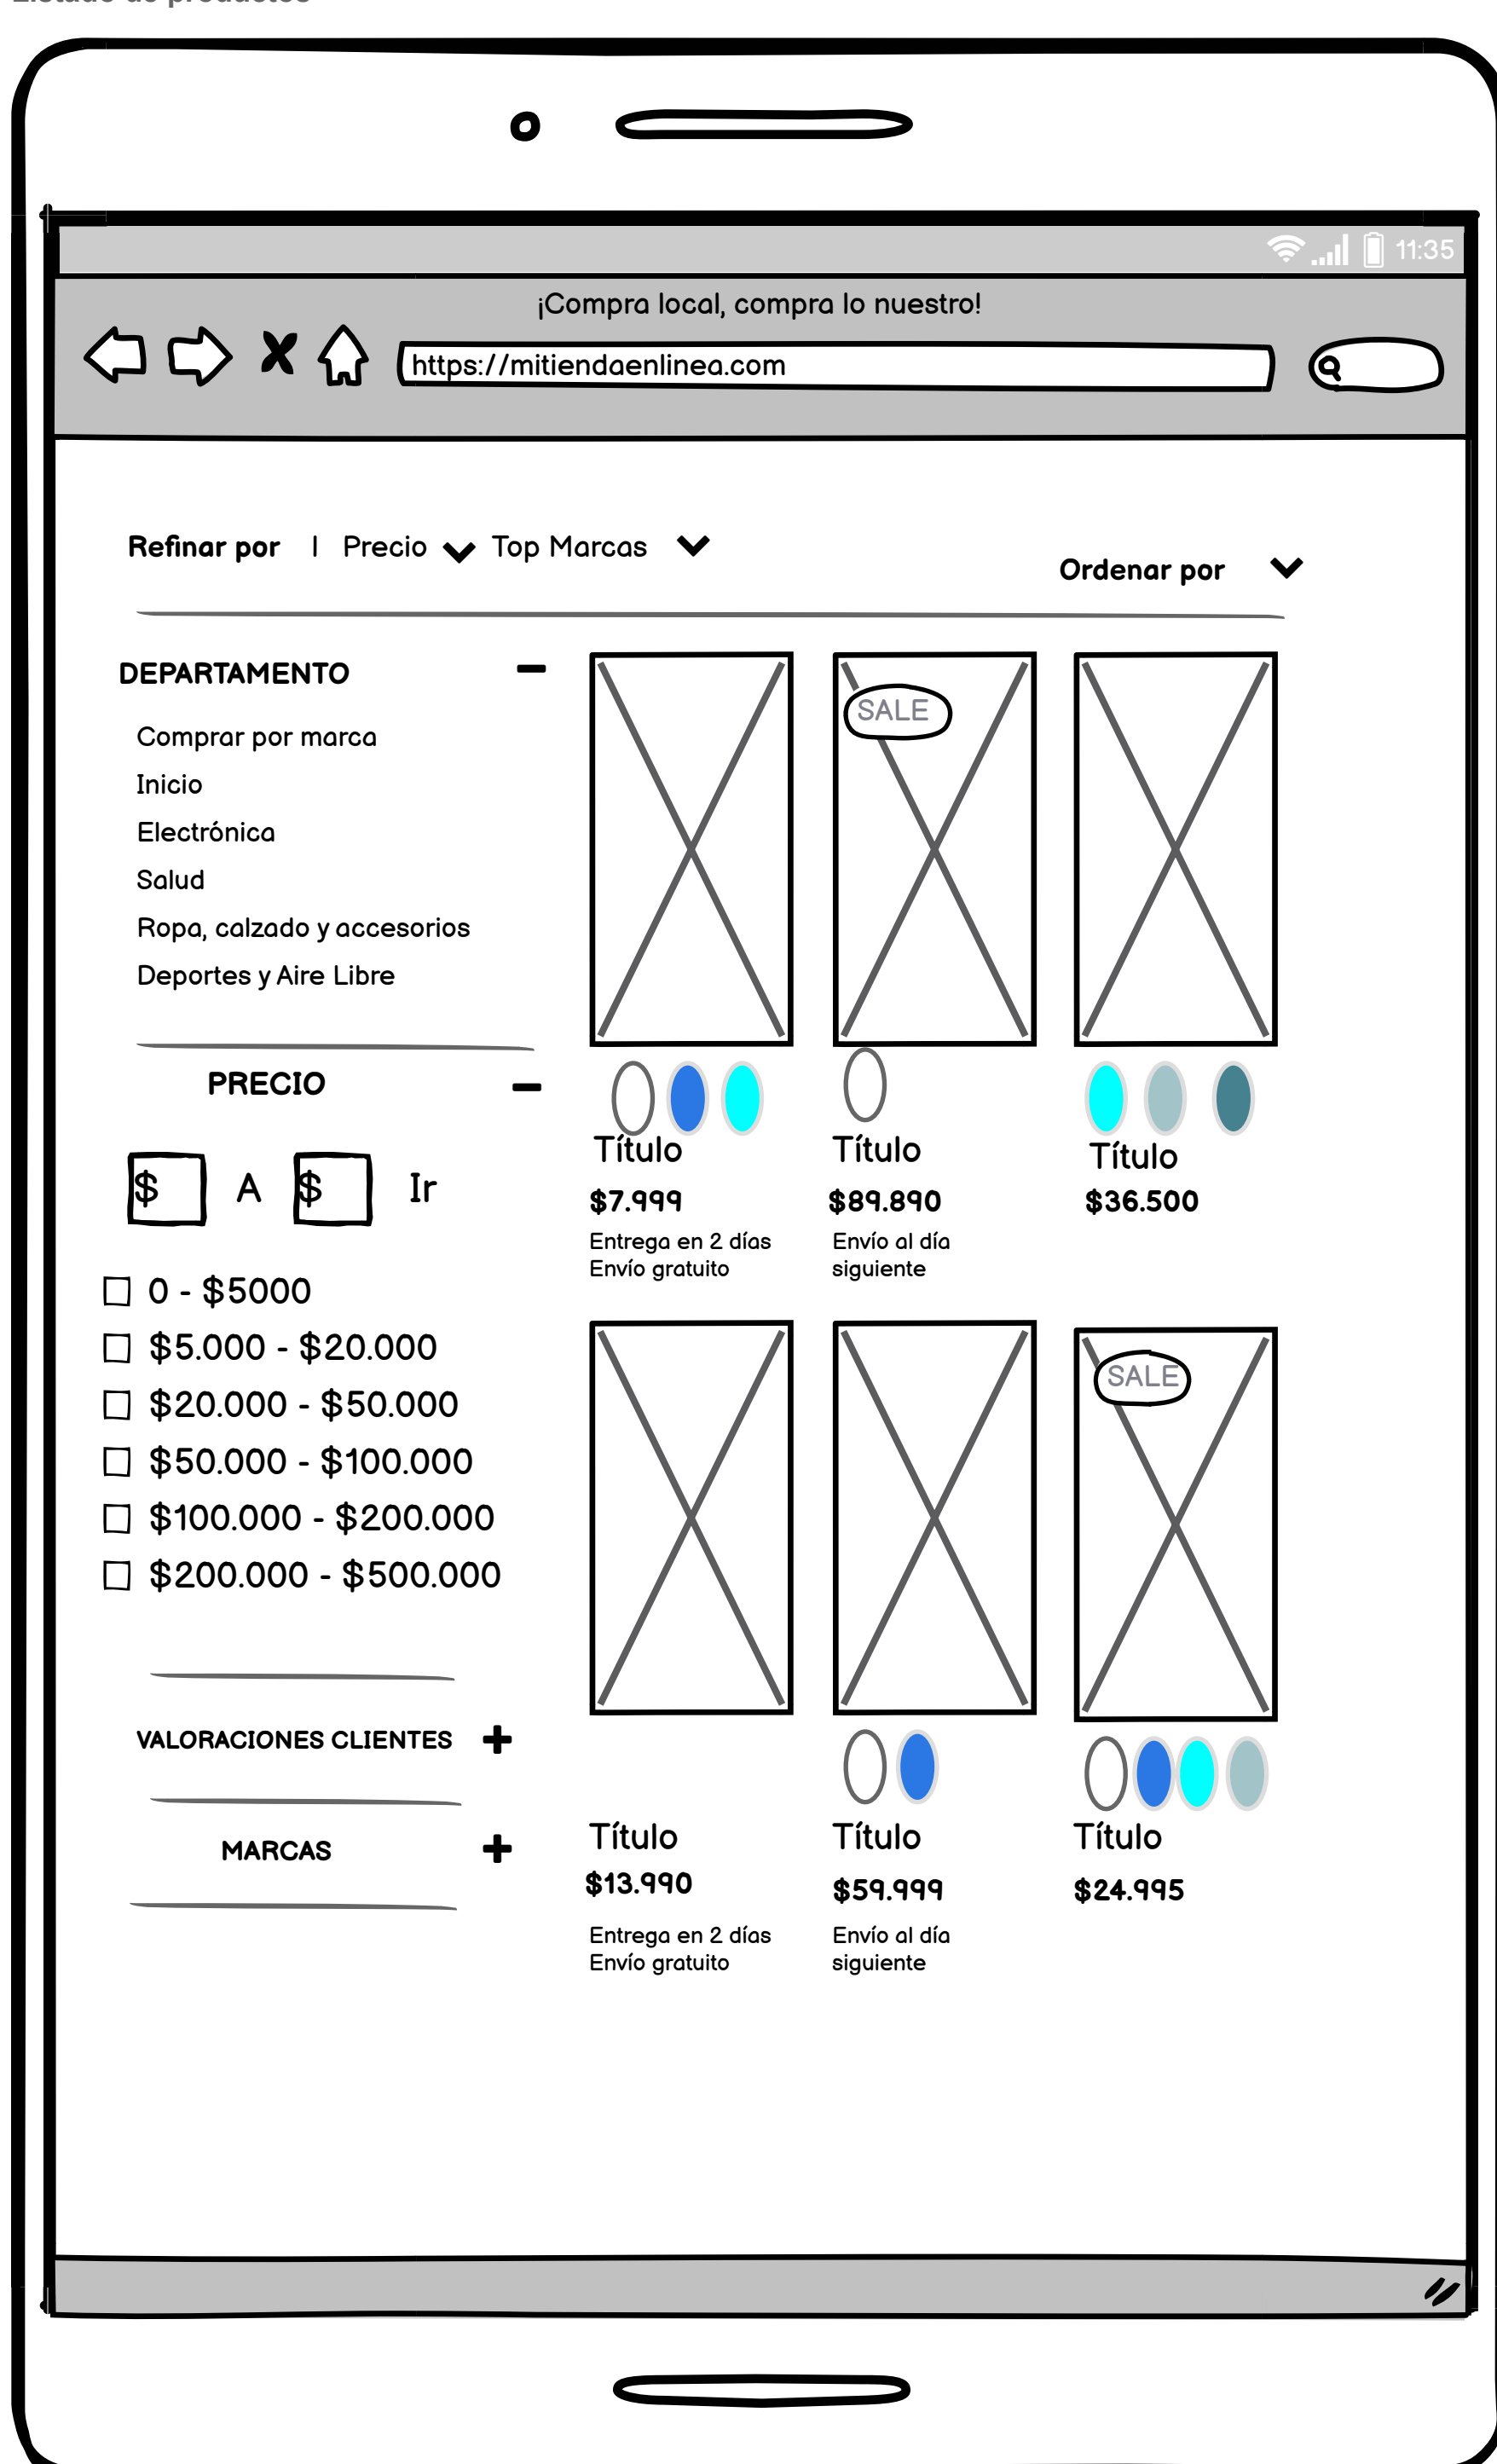 Listado de productos
11:35
¡Compra local, compra lo nuestro!
https://mitiendaenlinea.com
Refinar por | Precio Top Marcas
Ordenar por
DEPARTAMENTO
Comprar por marca
Inicio
Electrónica
Salud
Ropa, calzado y accesorios
Deportes y Aire Libre
PRECIO
$ A $ Ir
0 - $5000
$5.000 - $20.000
$20.000 - $50.000
$50.000 - $100.000
$100.000 - $200.000
$200.000 - $500.000
VALORACIONES CLIENTES
MARCAS
Título
$7.999
Entrega en 2 días
Envío gratuito
SALE
Título
$89.890
Envío al día
siguiente
Título
$36.500
Título
$13.990
Entrega en 2 días
Envío gratuito
Título
$59.999
Envío al día
siguiente
SALE
Título
$24.995